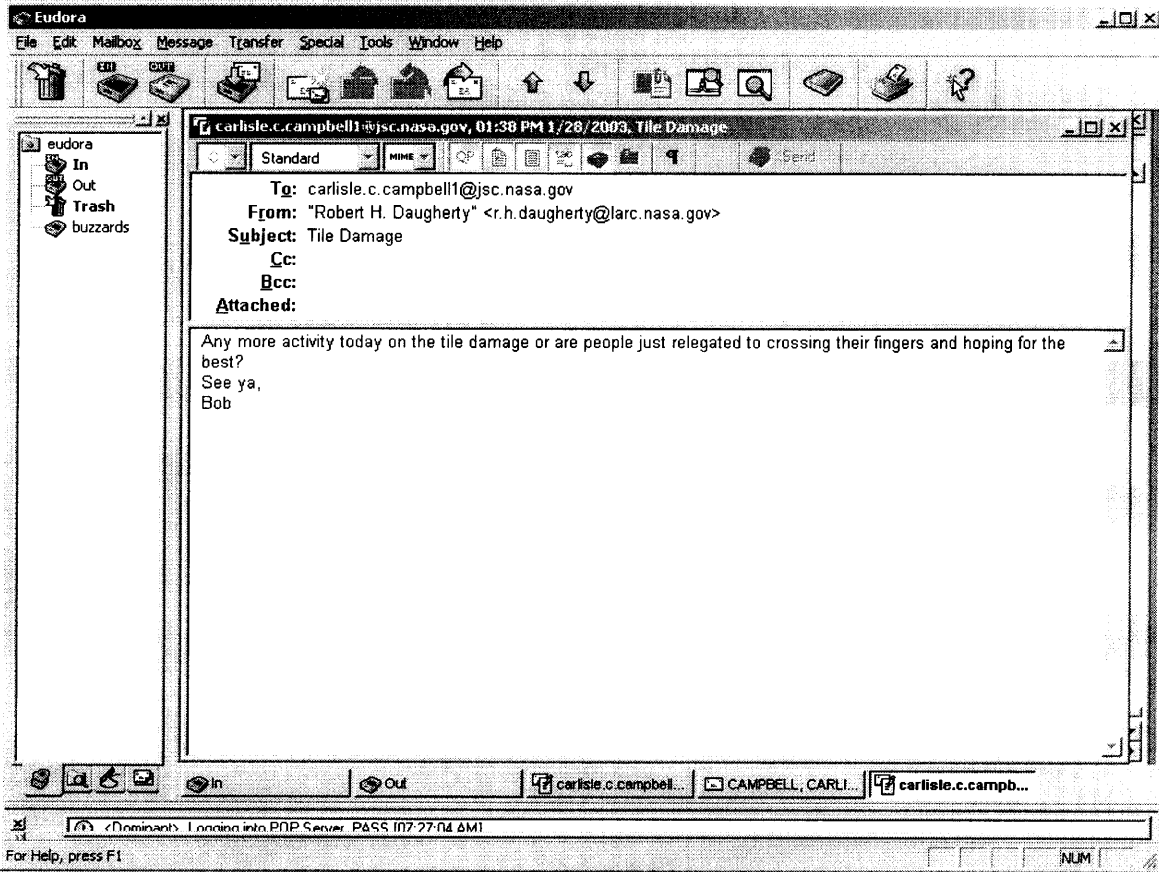 Eudora
File Edit Mailbox Message Transfer Special Tools Window Help
eudora
In
Out
Trash
buzzards
carlisle.c.campbell1@jsc.nasa.gov, 01:38 PM 1/28/2003, Tile Damage
Standard MIME QP Send
To: carlisle.c.campbell1@jsc.nasa.gov
From: "Robert H. Daugherty" <r.h.daugherty@larc.nasa.gov>
Subject: Tile Damage
Cc:
Bcc:
Attached:
Any more activity today on the tile damage or are people just relegated to crossing their fingers and hoping for the
best?
See ya,
Bob
In Out carlisle.c.campbell... CAMPBELL, CARLI... carlisle.c.campb...
<Dominant> Logging into POP Server, PASS [07:27:04 AM]
For Help, press F1 NUM